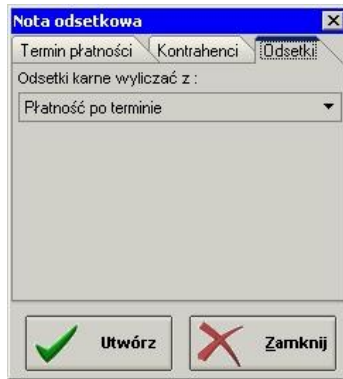 Nota odsetkowa
Termin płatności Kontrahenci Odsetki
Odsetki karne wyliczać z :
Płatność po terminie
Utwórz Zamknij